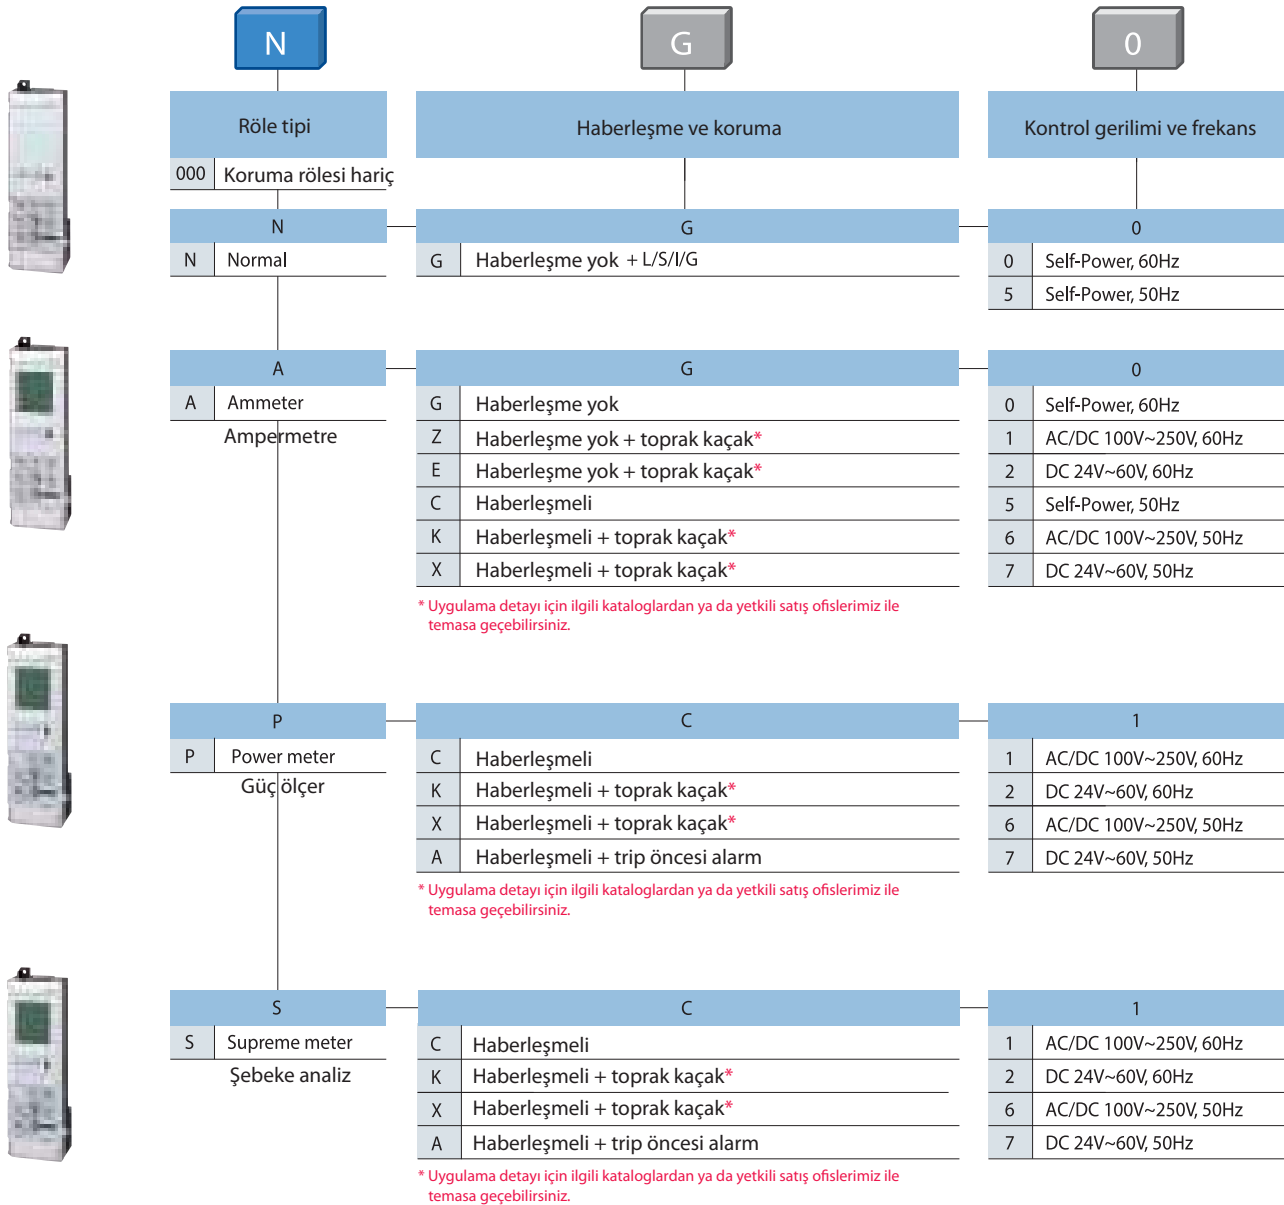 N G 0
Röle tipi Haberleşme ve koruma Kontrol gerilimi ve frekans
000 Koruma rölesi hariç
N G 0
N Normal G Haberleşme yok + L/S/I/G 0 Self-Power, 60Hz
5 Self-Power, 50Hz
A G 0
A Ammeter G Haberleşme yok 0 Self-Power, 60Hz
Ampermetre Z Haberleşme yok + toprak kaçak* 1 AC/DC 100V~250V, 60Hz
E Haberleşme yok + toprak kaçak* 2 DC 24V~60V, 60Hz
C Haberleşmeli 5 Self-Power, 50Hz
K Haberleşmeli + toprak kaçak* 6 AC/DC 100V~250V, 50Hz
X Haberleşmeli + toprak kaçak* 7 DC 24V~60V, 50Hz
* Uygulama detayı için ilgili kataloglardan ya da yetkili satış ofislerimiz ile
temasa geçebilirsiniz.
P C 1
P Power meter C Haberleşmeli 1 AC/DC 100V~250V, 60Hz
Güç ölçer K Haberleşmeli + toprak kaçak* 2 DC 24V~60V, 60Hz
X Haberleşmeli + toprak kaçak* 6 AC/DC 100V~250V, 50Hz
A Haberleşmeli + trip öncesi alarm 7 DC 24V~60V, 50Hz
* Uygulama detayı için ilgili kataloglardan ya da yetkili satış ofislerimiz ile
temasa geçebilirsiniz.
S C 1
S Supreme meter C Haberleşmeli 1 AC/DC 100V~250V, 60Hz
Şebeke analiz K Haberleşmeli + toprak kaçak* 2 DC 24V~60V, 60Hz
X Haberleşmeli + toprak kaçak* 6 AC/DC 100V~250V, 50Hz
A Haberleşmeli + trip öncesi alarm 7 DC 24V~60V, 50Hz
* Uygulama detayı için ilgili kataloglardan ya da yetkili satış ofislerimiz ile
temasa geçebilirsiniz.